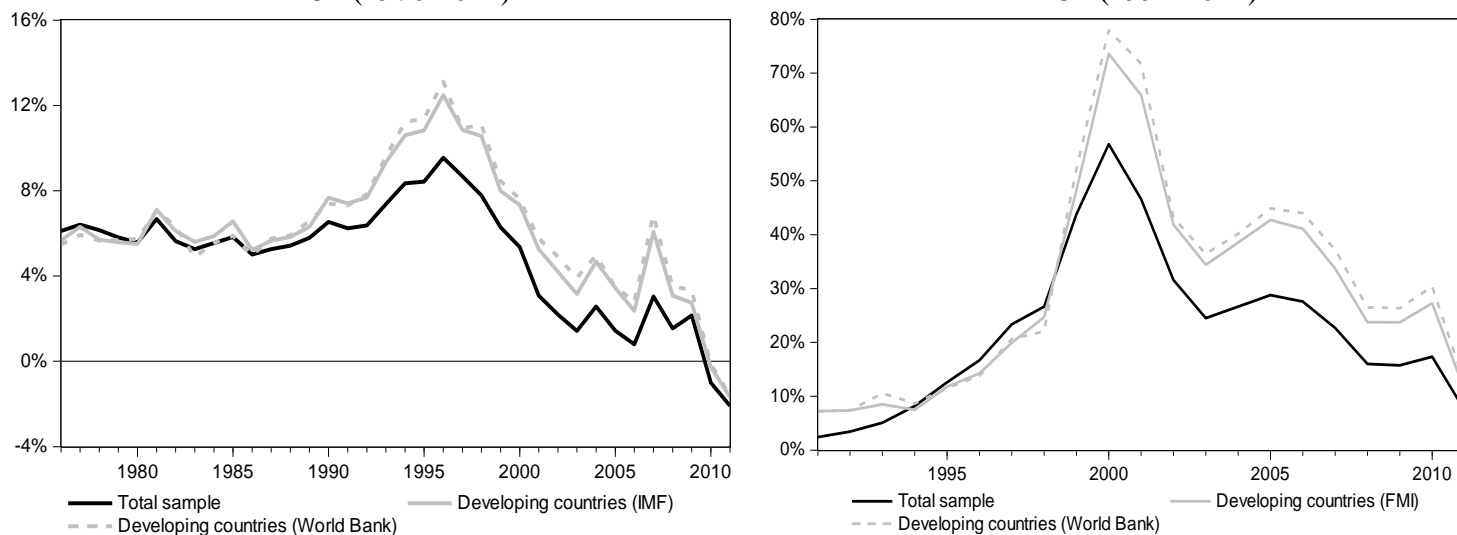 16%
12%
8%
4%
0%
-4%
1980 1985 1990 1995 2000 2005 2010
Total sample
Developing countries (IMF)
Developing countries (World Bank)
80%
70%
60%
50%
40%
30%
20%
10%
0%
1995 2000 2005 2010
Total sample
Developing countries (FMI)
Developing countries (World Bank)